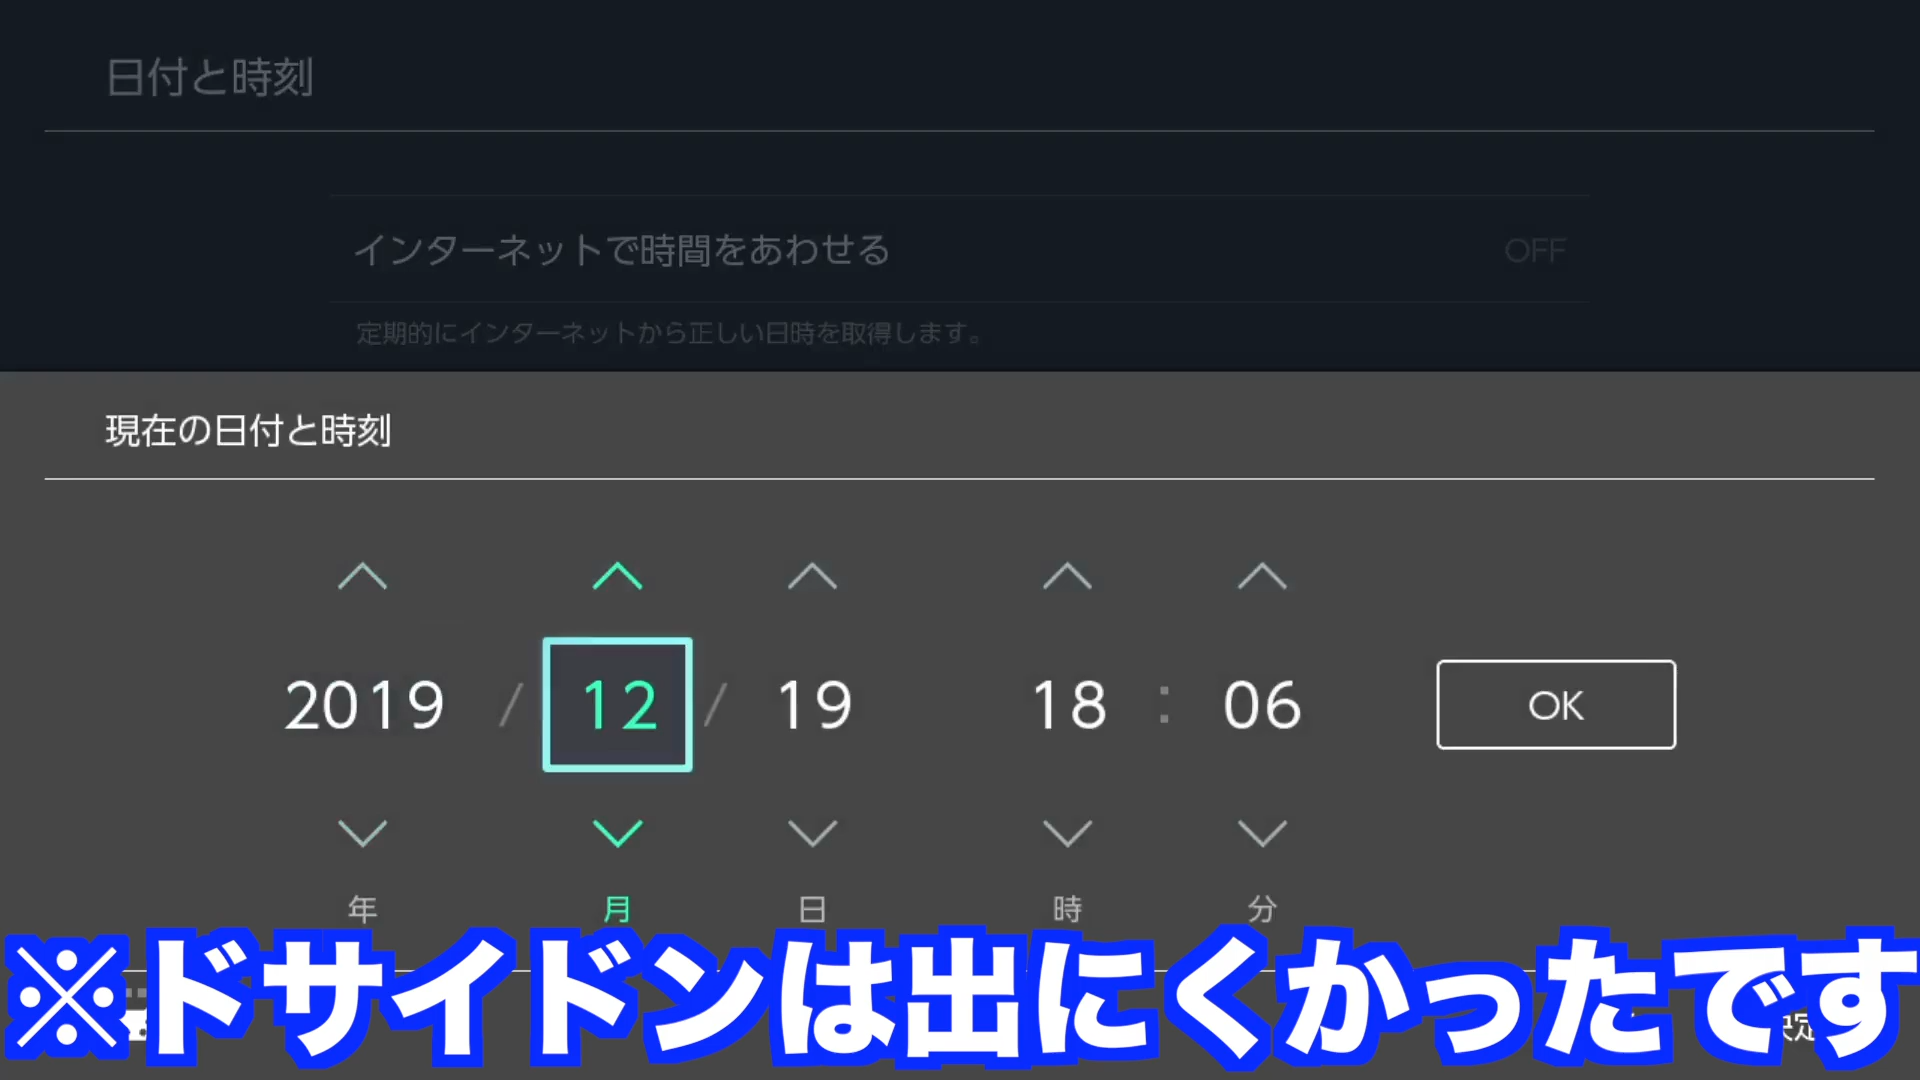 日付と時刻
インターネットで時間をあわせる OFF
定期的にインターネットから正しい日時を取得します。
現在の日付と時刻
2019 / 12 / 19 18 : 06 OK
年 月 日 時 分
※ドサイドンは出にくかったです